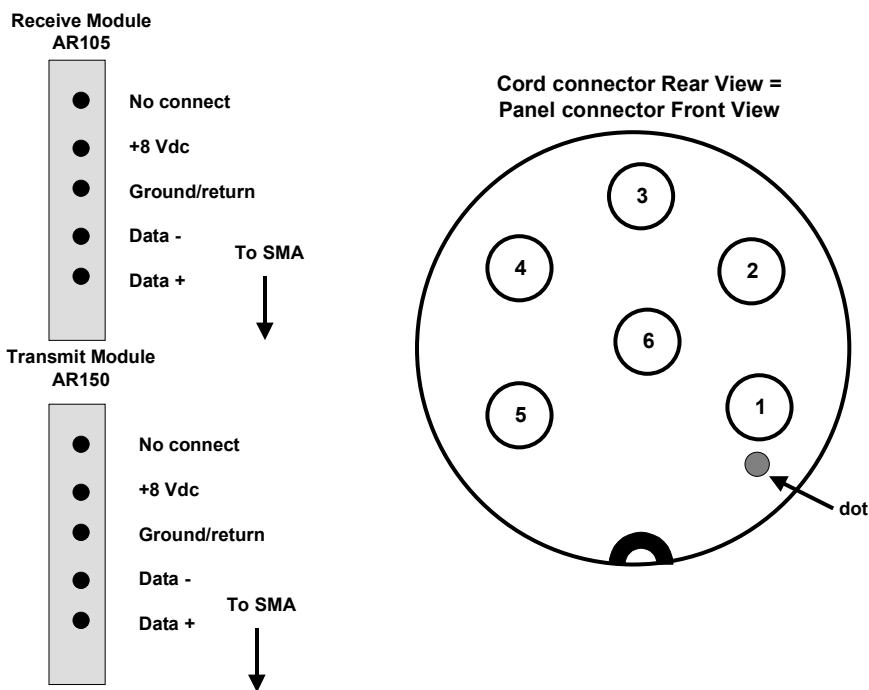 Receive Module
AR105
No connect
+8 Vdc
Ground/return
Data -
Data +
To SMA
Transmit Module
AR150
No connect
+8 Vdc
Ground/return
Data -
Data +
To SMA
Cord connector Rear View =
Panel connector Front View
3
4
2
6
5
1
dot